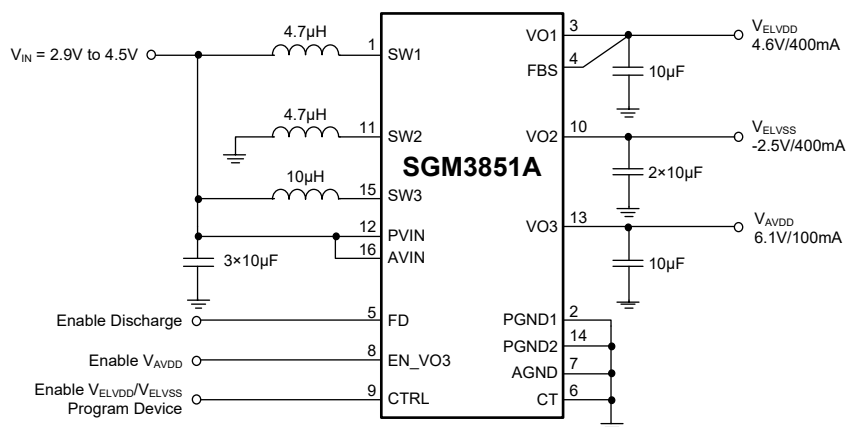 4.7µH
V_IN = 2.9V to 4.5V
1
SW1
4.7µH
11
SW2
10µH
15
SW3
12
PVIN
16
AVIN
3×10µF
Enable Discharge
5
FD
Enable V_AVDD
8
EN_VO3
Enable V_ELVDD/V_ELVSS
Program Device
9
CTRL
SGM3851A
VO1
3
FBS
4
10µF
V_ELVDD
4.6V/400mA
VO2
10
2×10µF
V_ELVSS
-2.5V/400mA
VO3
13
10µF
V_AVDD
6.1V/100mA
PGND1
2
PGND2
14
AGND
7
CT
6